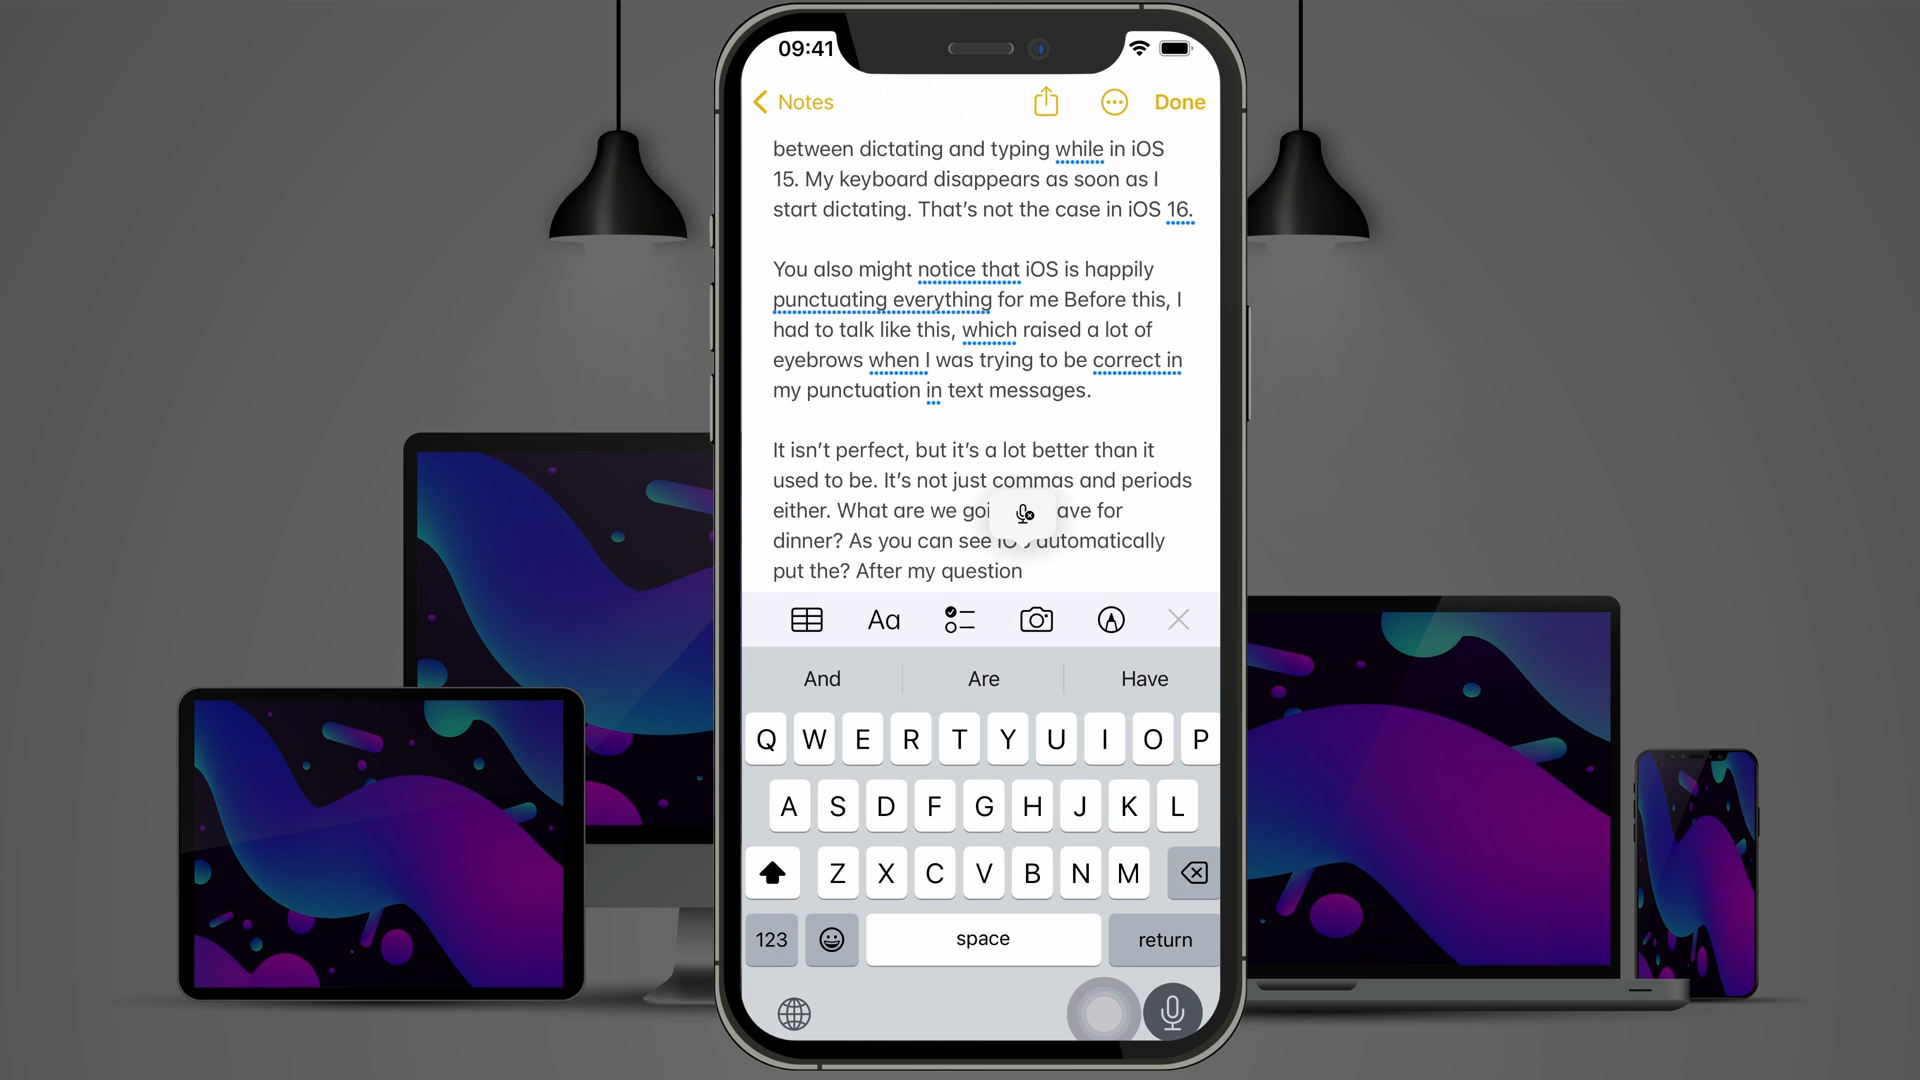 09:41
Notes
Done
between dictating and typing while in iOS
15. My keyboard disappears as soon as I
start dictating. That’s not the case in iOS 16.
You also might notice that iOS is happily
punctuating everything for me Before this, I
had to talk like this, which raised a lot of
eyebrows when I was trying to be correct in
my punctuation in text messages.
It isn’t perfect, but it’s a lot better than it
used to be. It’s not just commas and periods
either. What are we goi ave for
dinner? As you can see automatically
put the? After my question
Aa
And Are Have
Q W E R T Y U I O P
A S D F G H J K L
Z X C V B N M
123 space return